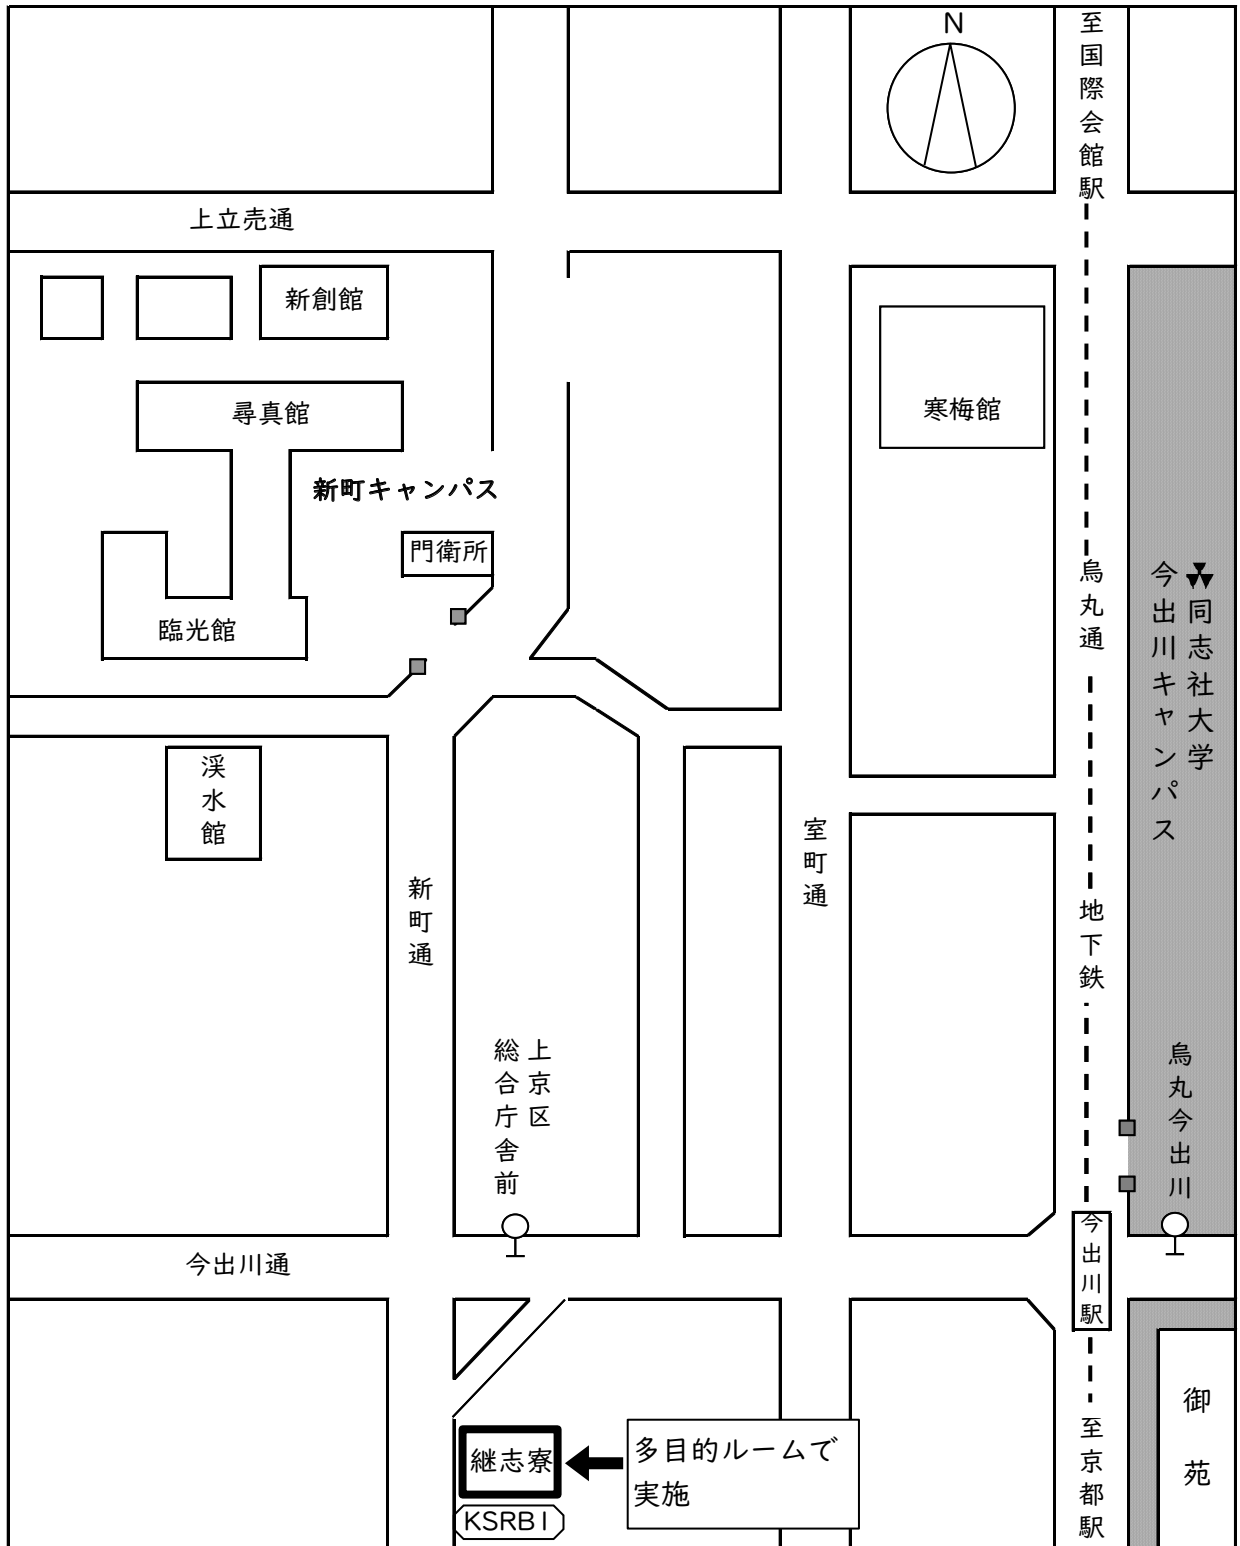 N
至国際会館駅
上立売通
新創館
尋真館
寒梅館
新町キャンパス
門衛所
臨光館
烏丸通
同志社大学
今出川キャンパス
渓水館
室町通
新町通
地下鉄
上京区
総合庁舎前
烏丸今出川
今出川通
今出川駅
御苑
継志寮
多目的ルームで
実施
KSRB1
至京都駅